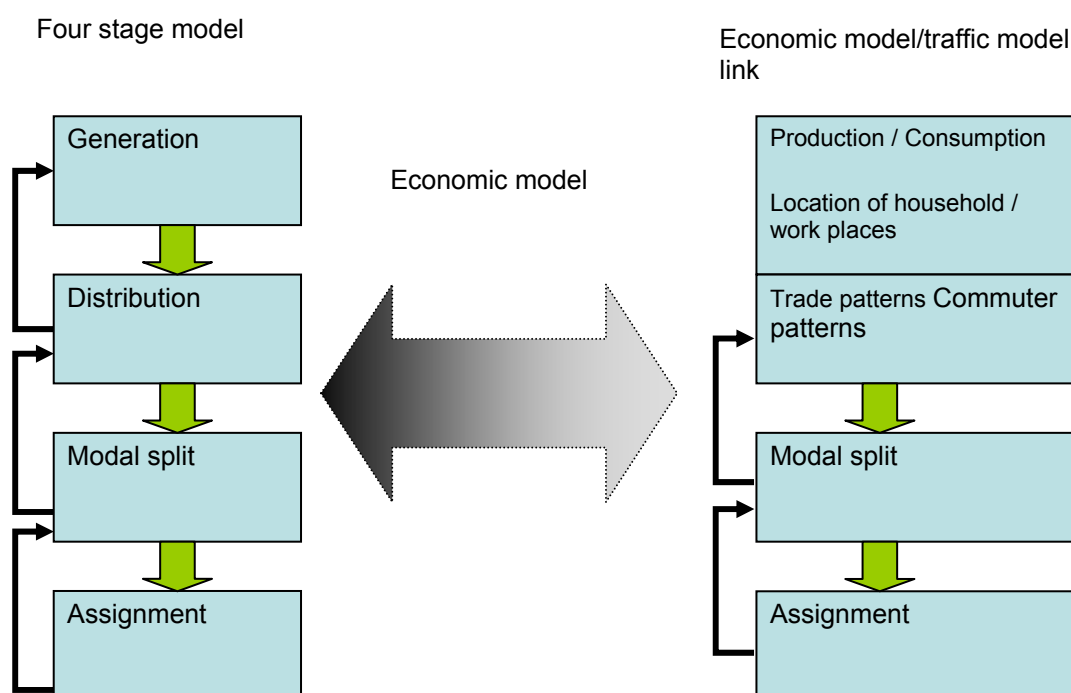 Four stage model
Generation
Distribution
Modal split
Assignment
Economic model
Economic model/traffic model
link
Production / Consumption
Location of household /
work places
Trade patterns Commuter
patterns
Modal split
Assignment